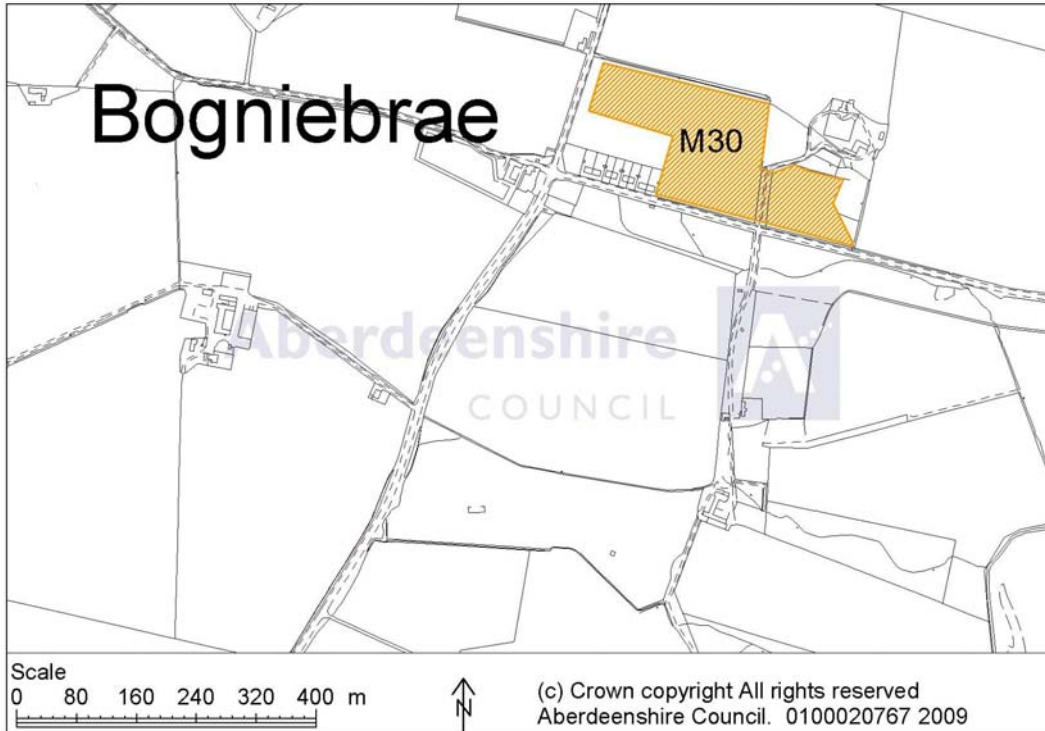 Bogniebrae
M30
Aberdeenshire
COUNCIL
A
Scale
0 80 160 240 320 400 m
N
(c) Crown copyright All rights reserved
Aberdeenshire Council. 0100020767 2009